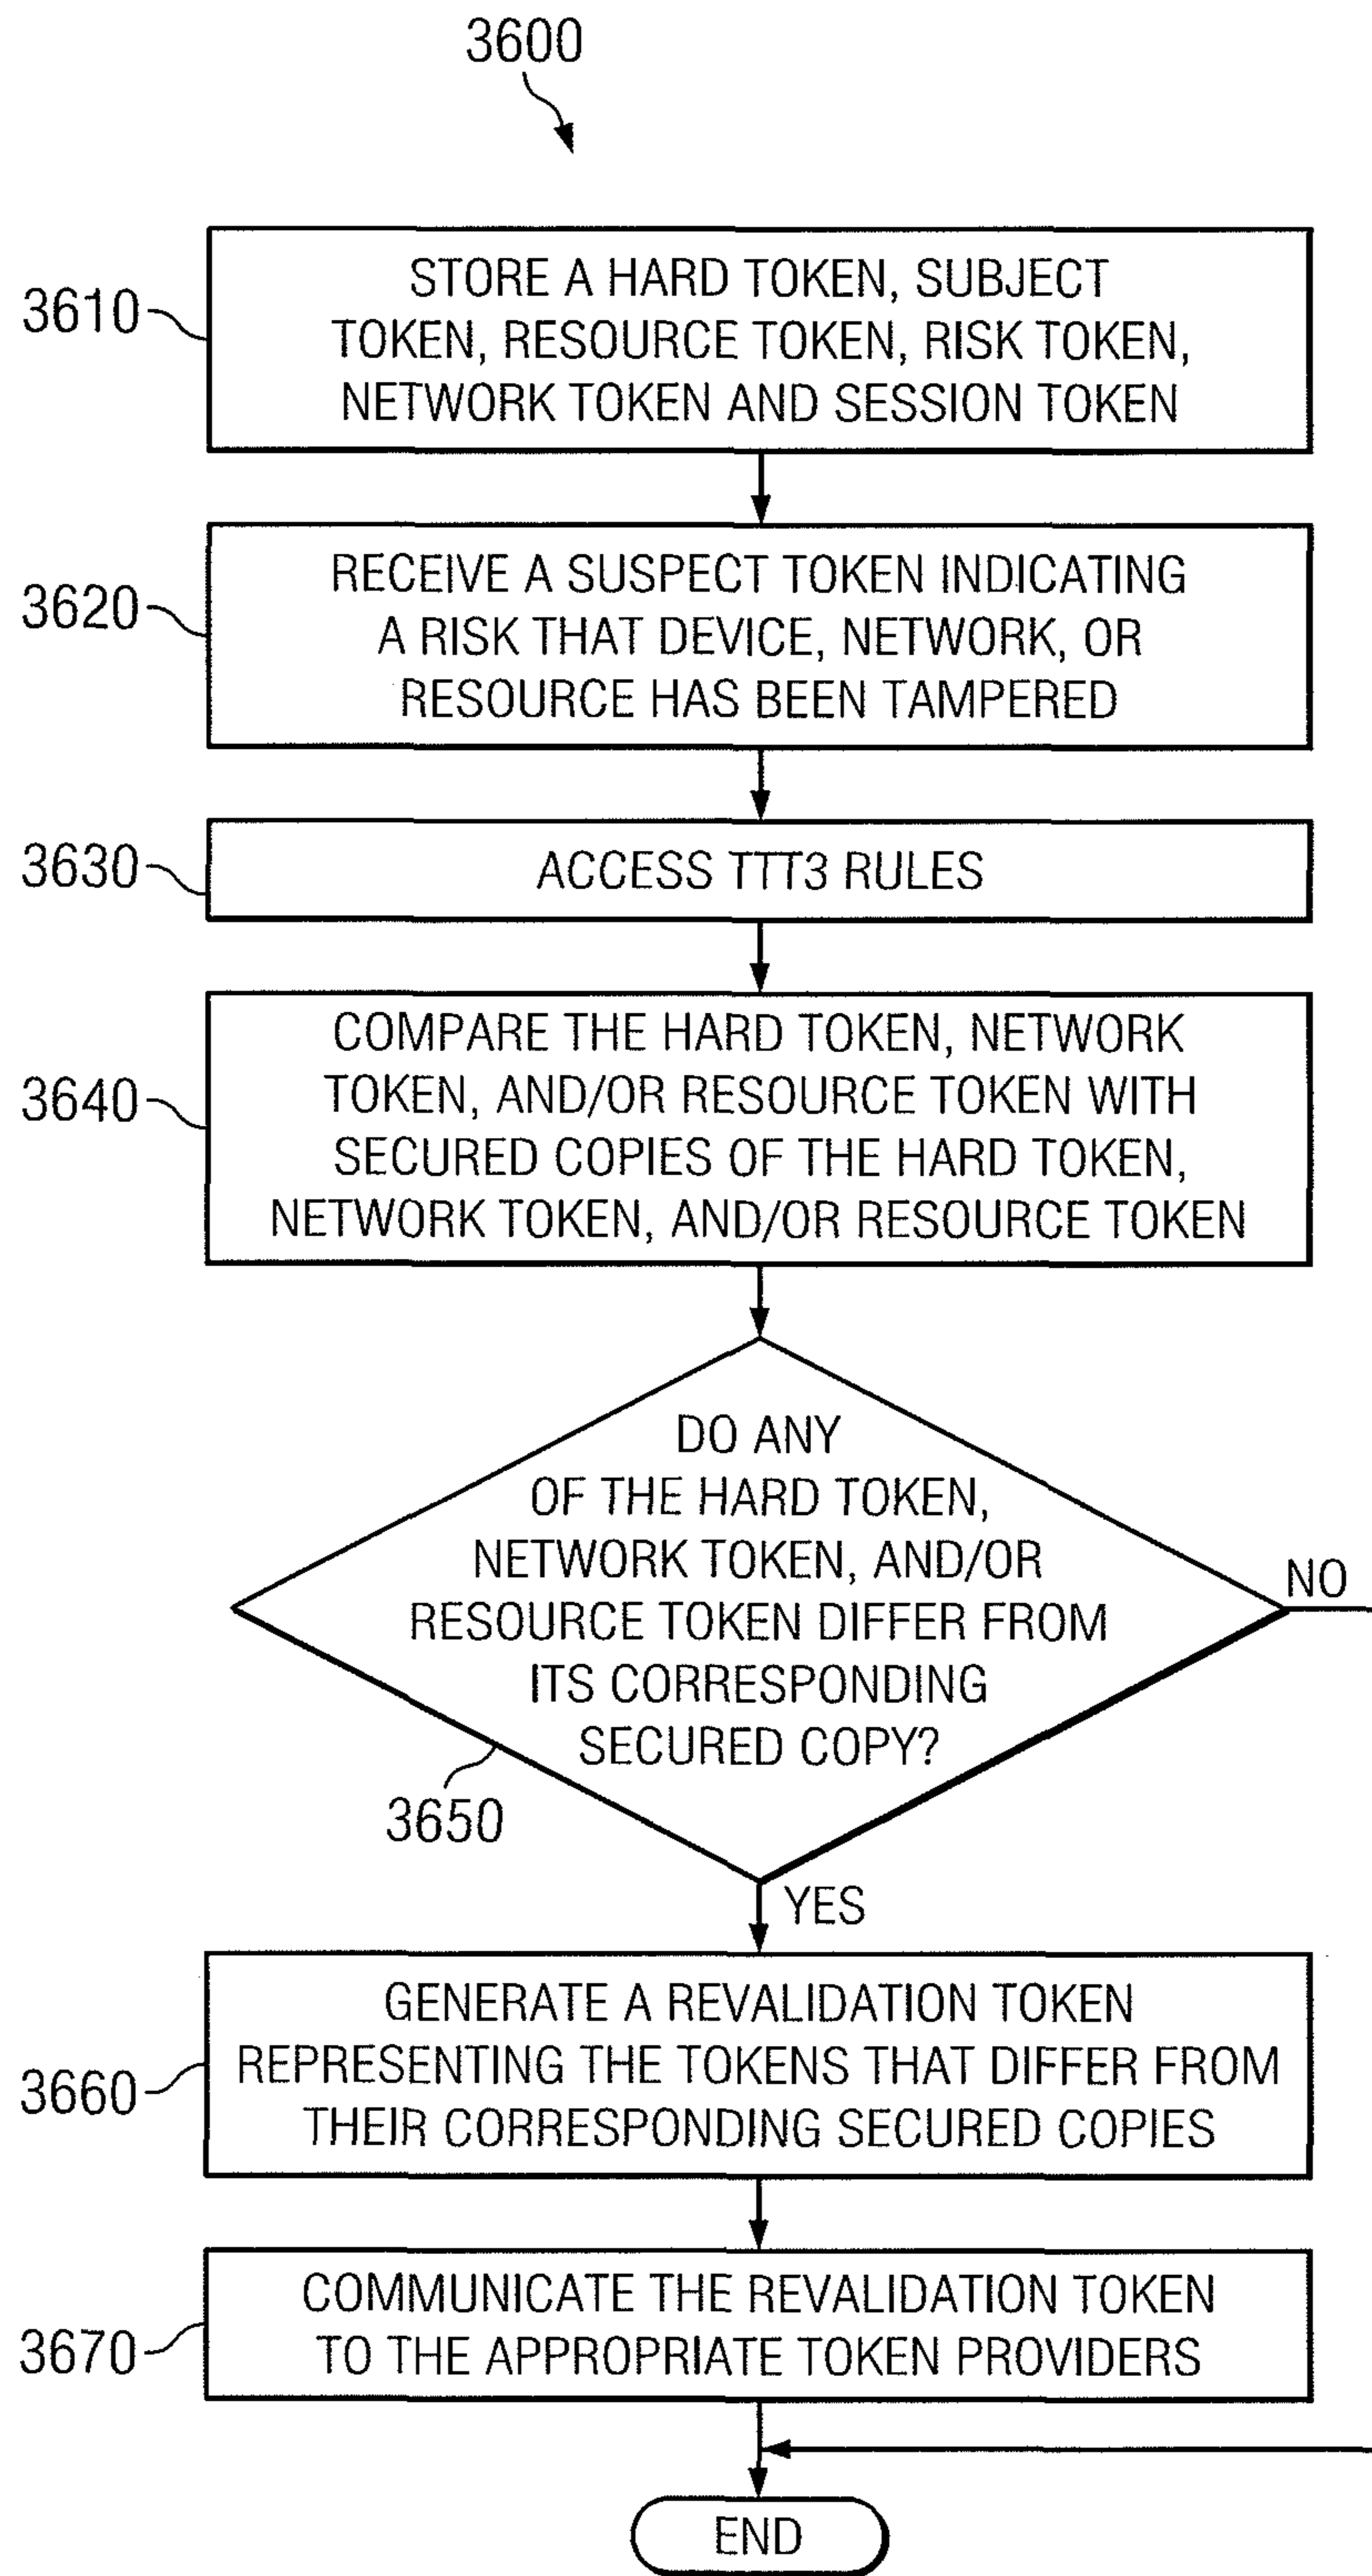 3600
3610
STORE A HARD TOKEN, SUBJECT
TOKEN, RESOURCE TOKEN, RISK TOKEN,
NETWORK TOKEN AND SESSION TOKEN
3620
RECEIVE A SUSPECT TOKEN INDICATING
A RISK THAT DEVICE, NETWORK, OR
RESOURCE HAS BEEN TAMPERED
3630
ACCESS TTT3 RULES
3640
COMPARE THE HARD TOKEN, NETWORK
TOKEN, AND/OR RESOURCE TOKEN WITH
SECURED COPIES OF THE HARD TOKEN,
NETWORK TOKEN, AND/OR RESOURCE TOKEN
DO ANY
OF THE HARD TOKEN,
NETWORK TOKEN, AND/OR
RESOURCE TOKEN DIFFER FROM
ITS CORRESPONDING
SECURED COPY?
NO
3650
YES
3660
GENERATE A REVALIDATION TOKEN
REPRESENTING THE TOKENS THAT DIFFER FROM
THEIR CORRESPONDING SECURED COPIES
3670
COMMUNICATE THE REVALIDATION TOKEN
TO THE APPROPRIATE TOKEN PROVIDERS
END